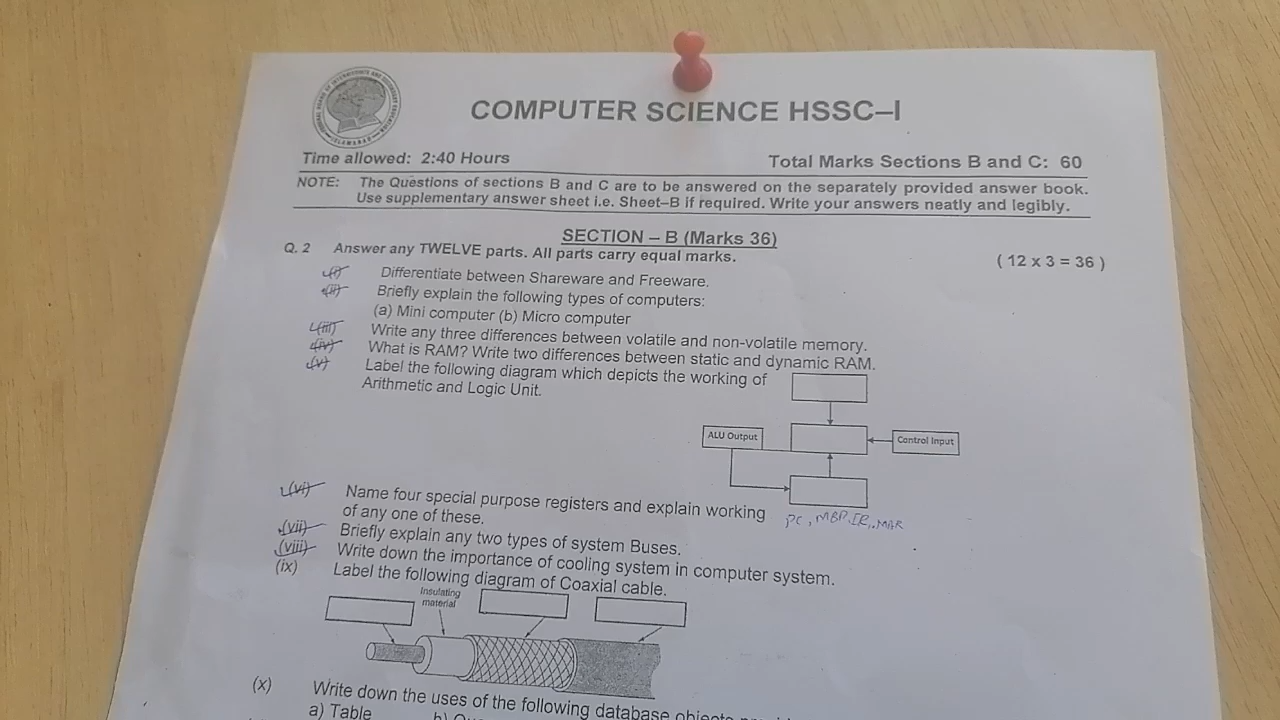 COMPUTER SCIENCE HSSC–I
Time allowed: 2:40 Hours
Total Marks Sections B and C: 60
NOTE: The Questions of sections B and C are to be answered on the separately provided answer book.
Use supplementary answer sheet i.e. Sheet–B if required. Write your answers neatly and legibly.
SECTION – B (Marks 36)
Q. 2 Answer any TWELVE parts. All parts carry equal marks. ( 12 x 3 = 36 )
(i) Differentiate between Shareware and Freeware.
(ii) Briefly explain the following types of computers:
(a) Mini computer (b) Micro computer
(iii) Write any three differences between volatile and non-volatile memory.
(iv) What is RAM? Write two differences between static and dynamic RAM.
(v) Label the following diagram which depicts the working of
Arithmetic and Logic Unit.
ALU Output
Control Input
(vi) Name four special purpose registers and explain working
of any one of these.
PC, MBR, IR, MAR
(vii) Briefly explain any two types of system Buses.
(viii) Write down the importance of cooling system in computer system.
(ix) Label the following diagram of Coaxial cable.
Insulating
material
(x) Write down the uses of the following database objects
a) Table b)